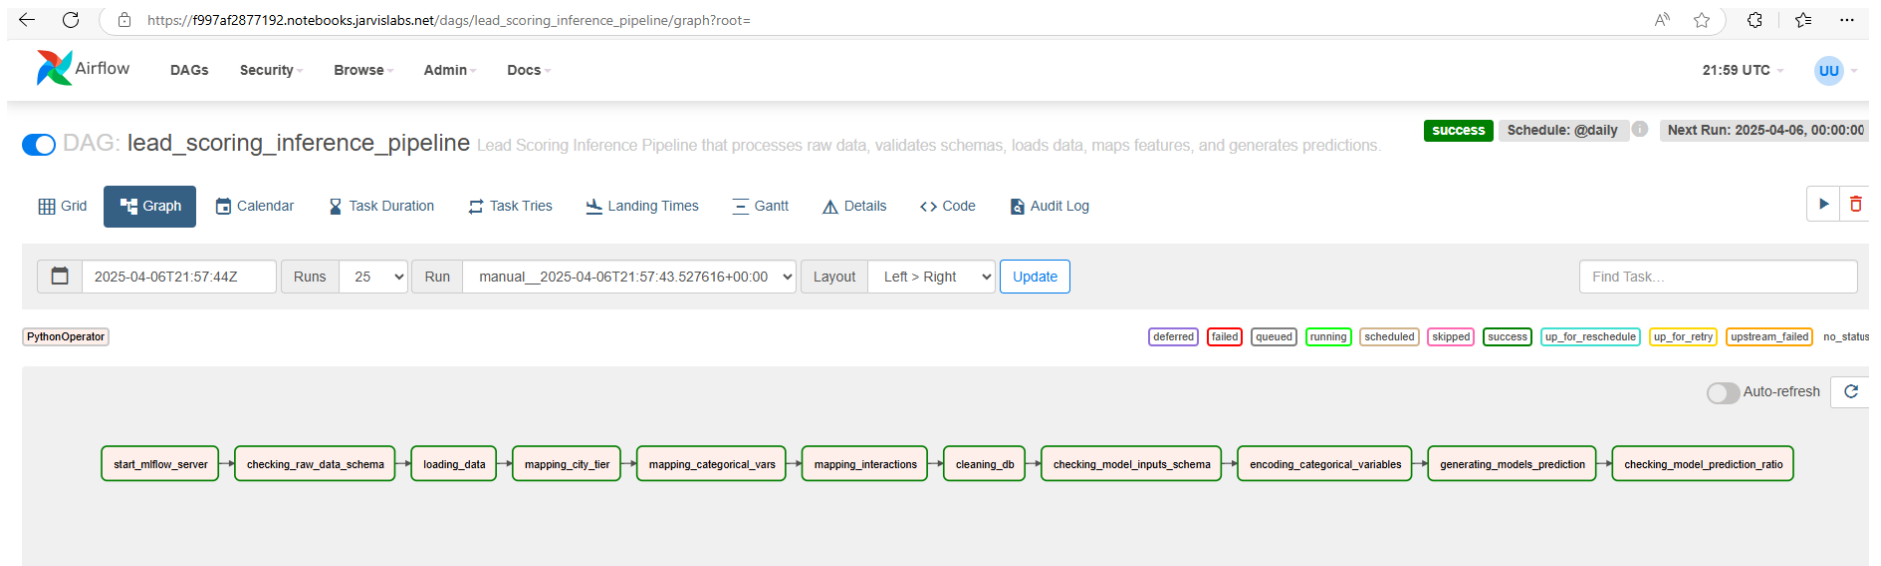 https://f997af2877192.notebooks.jarvislabs.net/dags/lead_scoring_inference_pipeline/graph?root=
Airflow DAGs Security Browse Admin Docs 21:59 UTC UU
DAG: lead_scoring_inference_pipeline Lead Scoring Inference Pipeline that processes raw data, validates schemas, loads data, maps features, and generates predictions. success Schedule: @daily Next Run: 2025-04-06, 00:00:00
Grid Graph Calendar Task Duration Task Tries Landing Times Gantt Details <> Code Audit Log
2025-04-06T21:57:44Z Runs 25 Run manual__2025-04-06T21:57:43.527616+00:00 Layout Left > Right Update Find Task...
PythonOperator deferred failed queued running scheduled skipped success up_for_reschedule up_for_retry upstream_failed no_status
Auto-refresh
start_mlflow_server checking_raw_data_schema loading_data mapping_city_tier mapping_categorical_vars mapping_interactions cleaning_db checking_model_inputs_schema encoding_categorical_variables generating_models_prediction checking_model_prediction_ratio